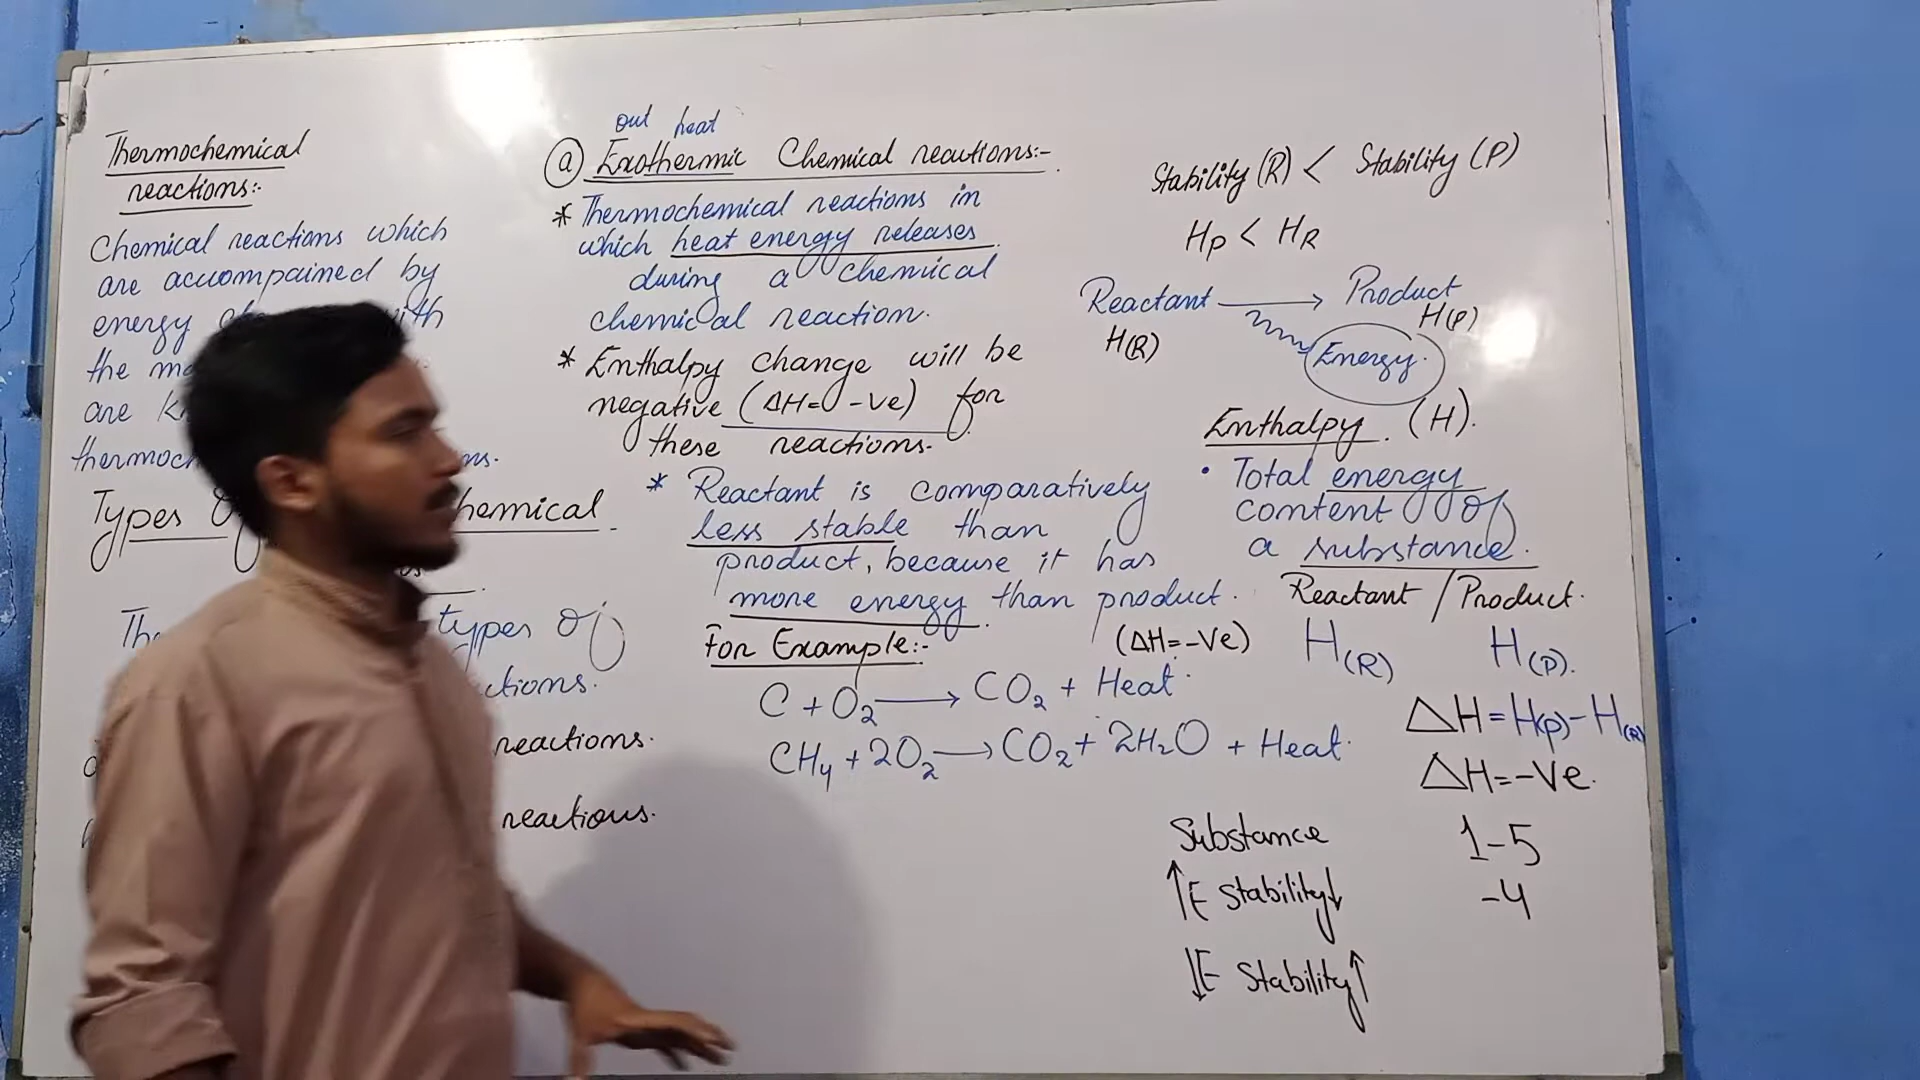 Thermochemical
reactions:-
Chemical reactions which
are accompained by
energy
the
are
thermoch ns.
Types hemical
Th types of
ctions.
reactions.
reactions.
out heat
(a) Exothermic Chemical reactions:-
* Thermochemical reactions in
which heat energy releases
during a chemical
chemical reaction.
* Enthalpy change will be
negative (ΔH= -ve) for
these reactions.
* Reactant is comparatively
less stable than
product, because it has
more energy than product.
For Example:- (ΔH=-Ve)
C + O₂ ⟶ CO₂ + Heat.
CH₄ + 2O₂ ⟶ CO₂ + 2H₂O + Heat.
Stability (R) < Stability (P)
Hp < HR
Reactant ⟶ Product
H(R) H(P)
Energy.
Enthalpy. (H).
• Total energy
content of
a substance.
Reactant / Product.
H(R) H(P).
ΔH = H(P) - H(R)
ΔH = -Ve.
Substance 1-5
↑E Stability↓ -4
↓E Stability↑